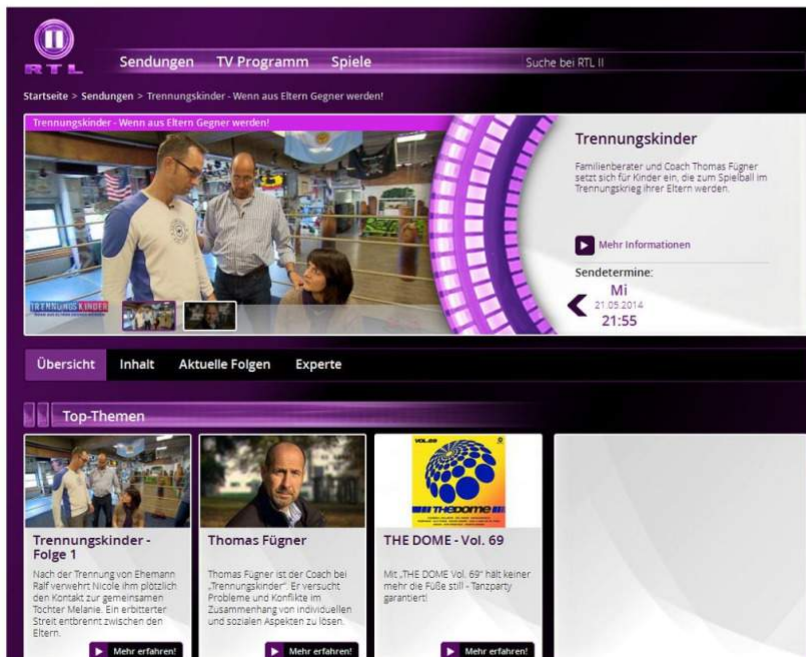 II
RTL
Sendungen TV Programm Spiele
Suche bei RTL II
Startseite > Sendungen > Trennungskinder - Wenn aus Eltern Gegner werden!
Trennungskinder - Wenn aus Eltern Gegner werden!
TRENNUNGSKINDER
Trennungskinder
Familienberater und Coach Thomas Fügner
setzt sich für Kinder ein, die zum Spielball im
Trennungskrieg ihrer Eltern werden.
Mehr Informationen
Sendetermine:
Mi
21.05.2014
21:55
Übersicht Inhalt Aktuelle Folgen Experte
Top-Themen
Trennungskinder -
Folge 1
Nach der Trennung von Ehemann
Ralf verwehrt Nicole ihm plötzlich
den Kontakt zur gemeinsamen
Tochter Melanie. Ein erbitterter
Streit entbrennt zwischen den
Eltern.
Mehr erfahren!
Thomas Fügner
Thomas Fügner ist der Coach bei
„Trennungskinder“. Er versucht
Probleme und Konflikte im
Zusammenhang von individuellen
und sozialen Aspekten zu lösen.
Mehr erfahren!
VOL.69
THEDOME
THE DOME - Vol. 69
Mit „THE DOME Vol. 69“ hält keiner
mehr die Füße still - Tanzparty
garantiert!
Mehr erfahren!